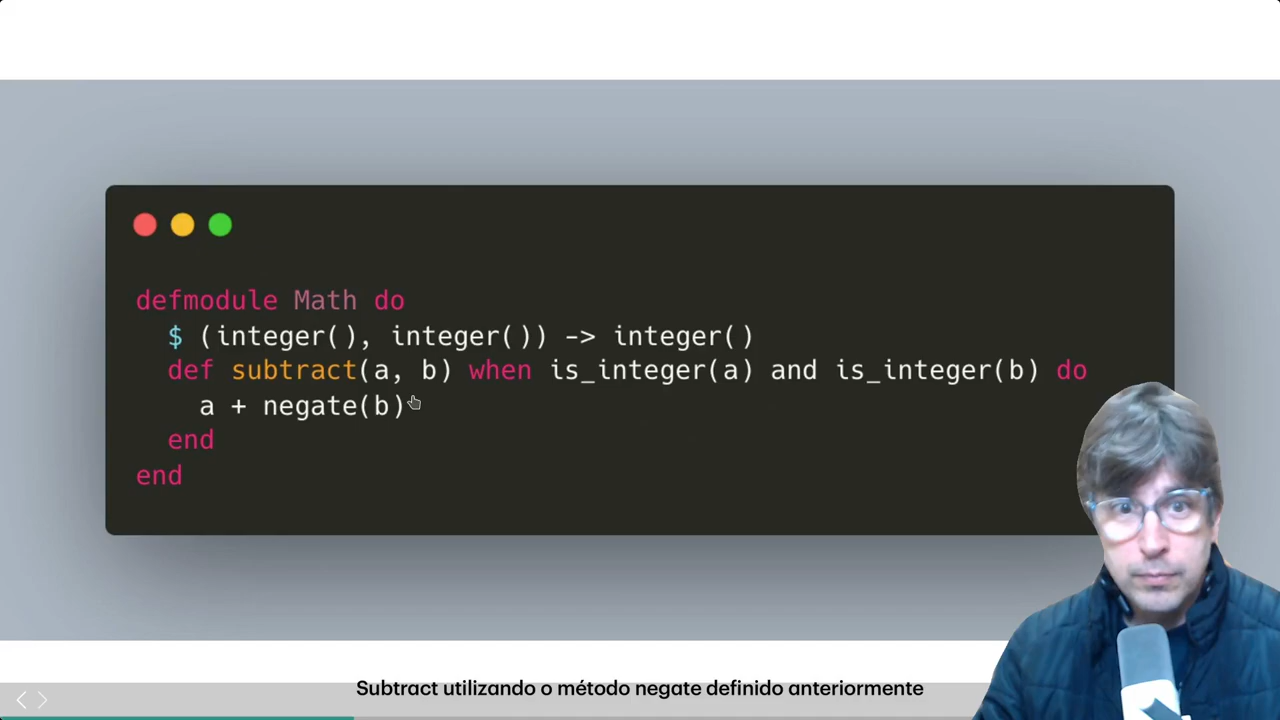 defmodule Math do
  $ (integer(), integer()) -> integer()
  def subtract(a, b) when is_integer(a) and is_integer(b) do
    a + negate(b)
  end
end
Subtract utilizando o método negate definido anteriormente